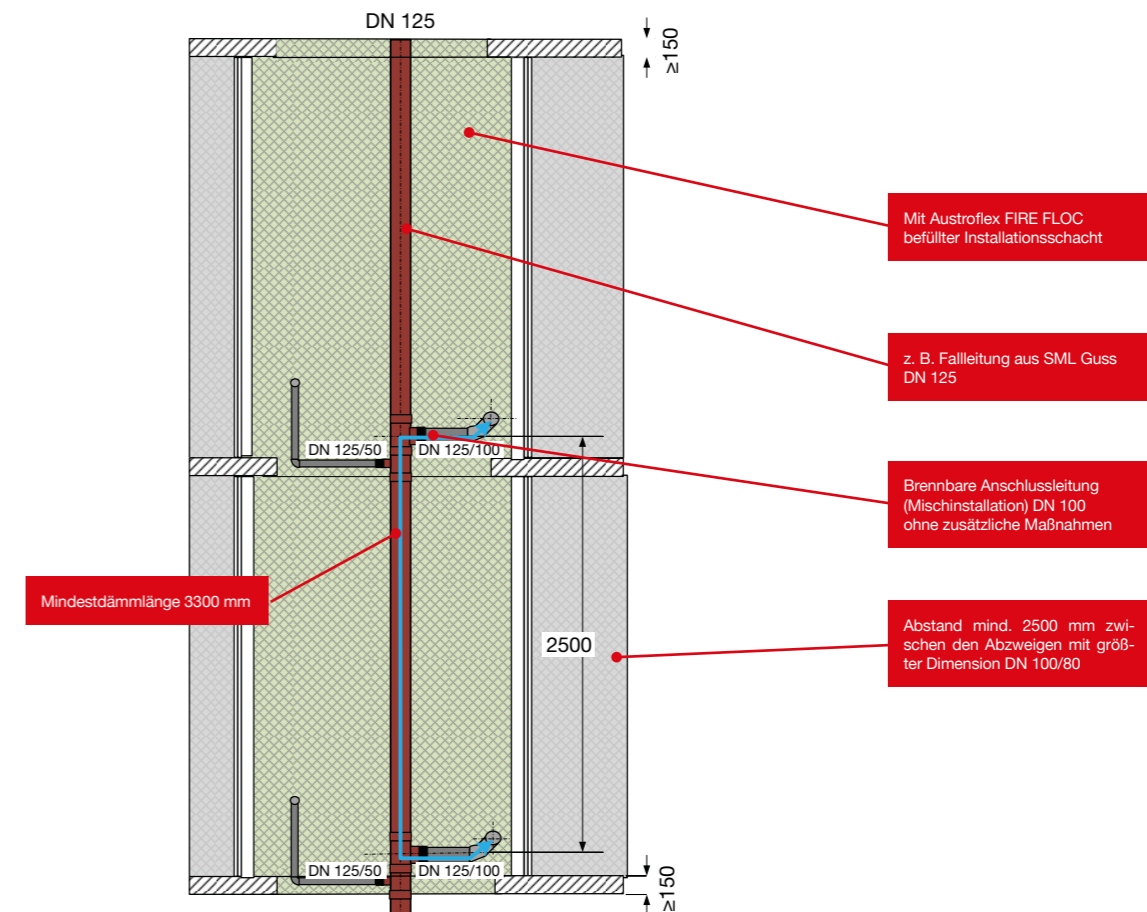 DN 125
≥150
Mit Austroflex FIRE FLOC
befüllter Installationsschacht
z. B. Fallleitung aus SML Guss
DN 125
DN 125/50
DN 125/100
Brennbare Anschlussleitung
(Mischinstallation) DN 100
ohne zusätzliche Maßnahmen
Mindestdämmlänge 3300 mm
2500
Abstand mind. 2500 mm zwi-
schen den Abzweigen mit größ-
ter Dimension DN 100/80
DN 125/50
DN 125/100
≥150